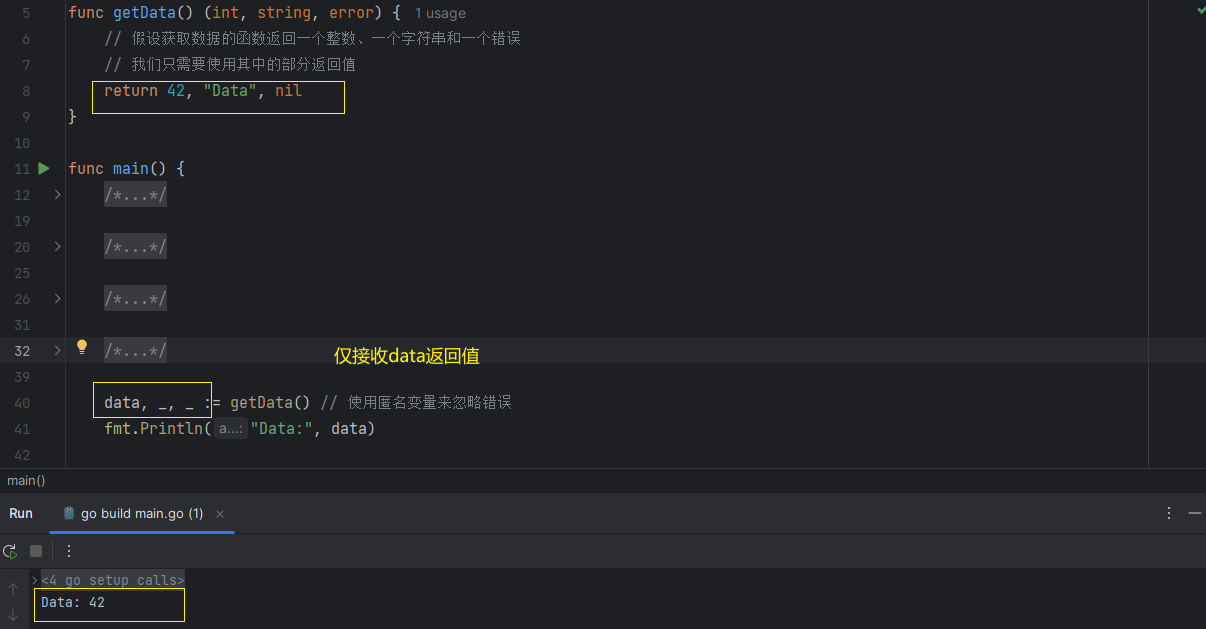 5 func getData() (int, string, error) { 1 usage
6 // 假设获取数据的函数返回一个整数、一个字符串和一个错误
7 // 我们只需要使用其中的部分返回值
8 return 42, "Data", nil
9 }
10
11 func main() {
12 /*...*/
19
20 /*...*/
25
26 /*...*/
31
32 /*...*/ 仅接收data返回值
39
40 data, _, _ := getData() // 使用匿名变量来忽略错误
41 fmt.Println( a...: "Data:", data)
42
main()
Run go build main.go (1)
<4 go setup calls>
Data: 42